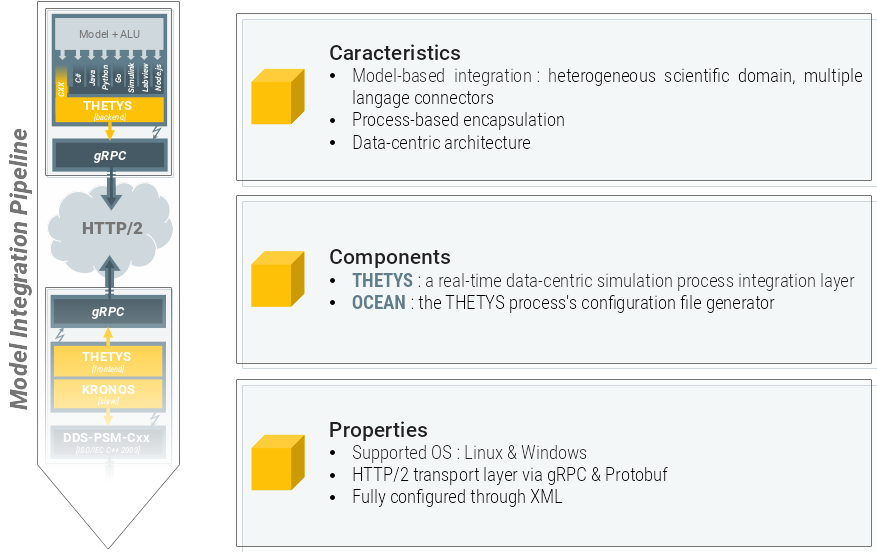 Model Integration Pipeline
Model + ALU
CXX
C#
Java
Python
Go
Simulink
Labview
Node.js
THETYS
[backend]
gRPC
HTTP/2
gRPC
THETYS
[frontend]
KRONOS
[slave]
DDS-PSM-Cxx
[ISO/IEC C++ 2003]
Caracteristics
• Model-based integration : heterogeneous scientific domain, multiple
langage connectors
• Process-based encapsulation
• Data-centric architecture
Components
• THETYS : a real-time data-centric simulation process integration layer
• OCEAN : the THETYS process's configuration file generator
Properties
• Supported OS : Linux & Windows
• HTTP/2 transport layer via gRPC & Protobuf
• Fully configured through XML